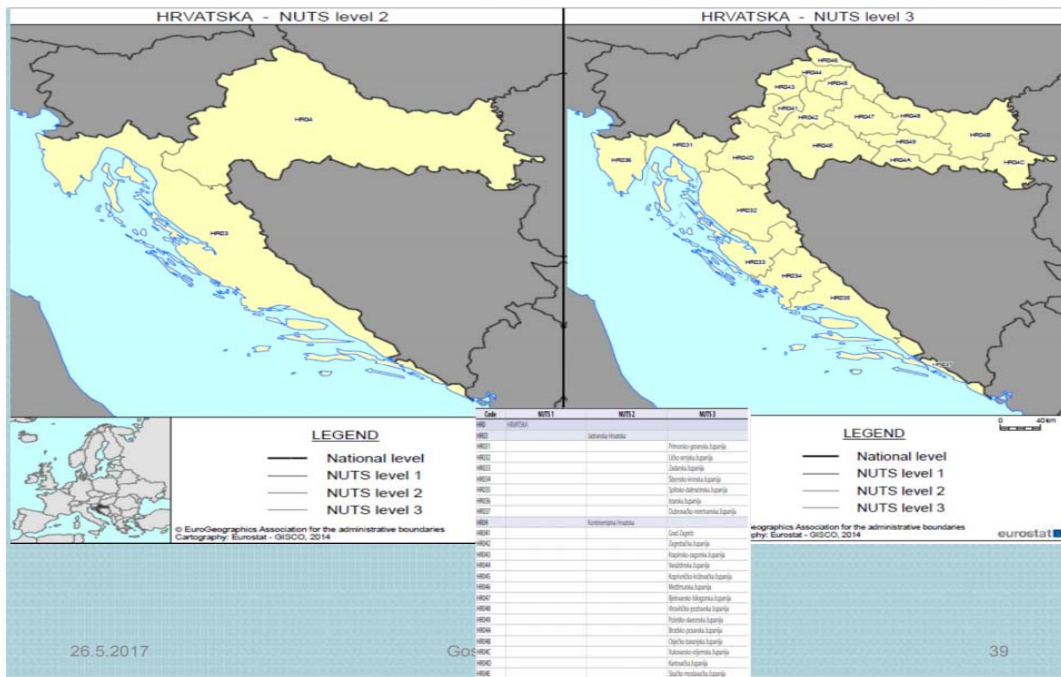 HRVATSKA - NUTS level 2
HR04
HR03
HRVATSKA - NUTS level 3
HR046
HR044
HR045
HR043
HR041
HR042
HR047
HR048
HR04B
HR049
HR04A
HR04C
HR04E
HR04D
HR031
HR036
HR032
HR033
HR034
HR035
HR037
LEGEND
National level
NUTS level 1
NUTS level 2
NUTS level 3
© EuroGeographics Association for the administrative boundaries
Cartography: Eurostat - GISCO, 2014
Code NUTS 1 NUTS 2 NUTS 3
HR0 HRVATSKA
HR03 Jadranska Hrvatska
HR031 Primorsko-goranska županija
HR032 Ličko-senjska županija
HR033 Zadarska županija
HR034 Šibensko-kninska županija
HR035 Splitsko-dalmatinska županija
HR036 Istarska županija
HR037 Dubrovačko-neretvanska županija
HR04 Kontinentalna Hrvatska
HR041 Grad Zagreb
HR042 Zagrebačka županija
HR043 Krapinsko-zagorska županija
HR044 Varaždinska županija
HR045 Koprivničko-križevačka županija
HR046 Međimurska županija
HR047 Bjelovarsko-bilogorska županija
HR048 Virovitičko-podravska županija
HR049 Požeško-slavonska županija
HR04A Brodsko-posavska županija
HR04B Osječko-baranjska županija
HR04C Vukovarsko-srijemska županija
HR04D Karlovačka županija
HR04E Sisačko-moslavačka županija
0 40km
LEGEND
National level
NUTS level 1
NUTS level 2
NUTS level 3
eographics Association for the administrative boundaries
phy: Eurostat - GISCO, 2014
eurostat
26.5.2017
Gos
39